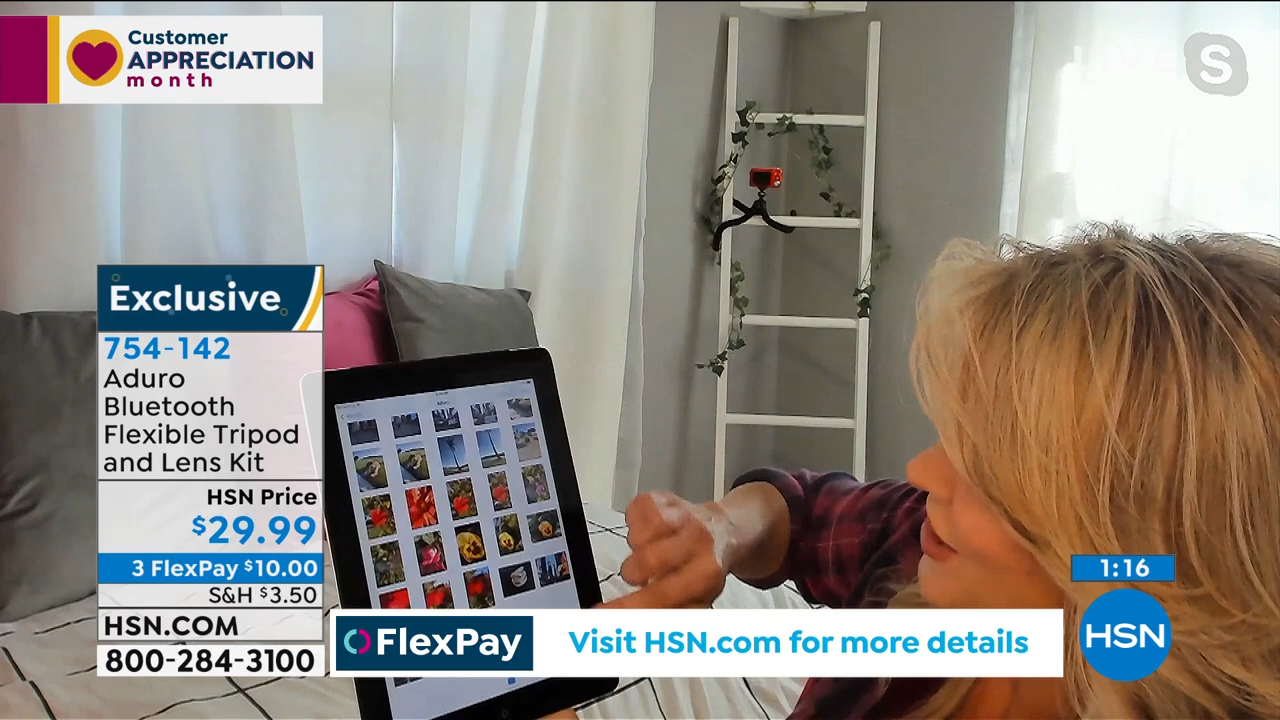 Customer
APPRECIATION
month
S
Exclusive
754-142
Aduro
Bluetooth
Flexible Tripod
and Lens Kit
HSN Price
$29.99
3 FlexPay $10.00
S&H $3.50
HSN.COM
800-284-3100
FlexPay
Visit HSN.com for more details
1:16
HSN